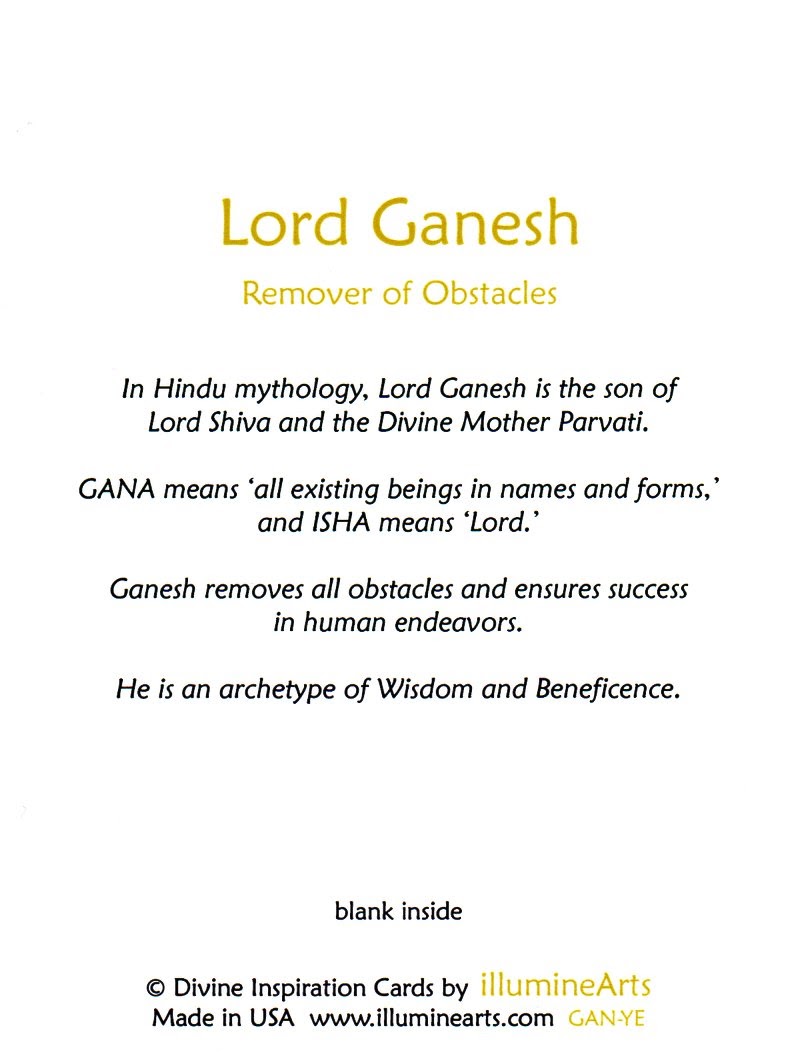 Lord Ganesh
Remover of Obstacles
In Hindu mythology, Lord Ganesh is the son of
Lord Shiva and the Divine Mother Parvati.
GANA means ‘all existing beings in names and forms,’
and ISHA means ‘Lord.’
Ganesh removes all obstacles and ensures success
in human endeavors.
He is an archetype of Wisdom and Beneficence.
blank inside
© Divine Inspiration Cards by illumineArts
Made in USA www.illuminearts.com GAN-YE